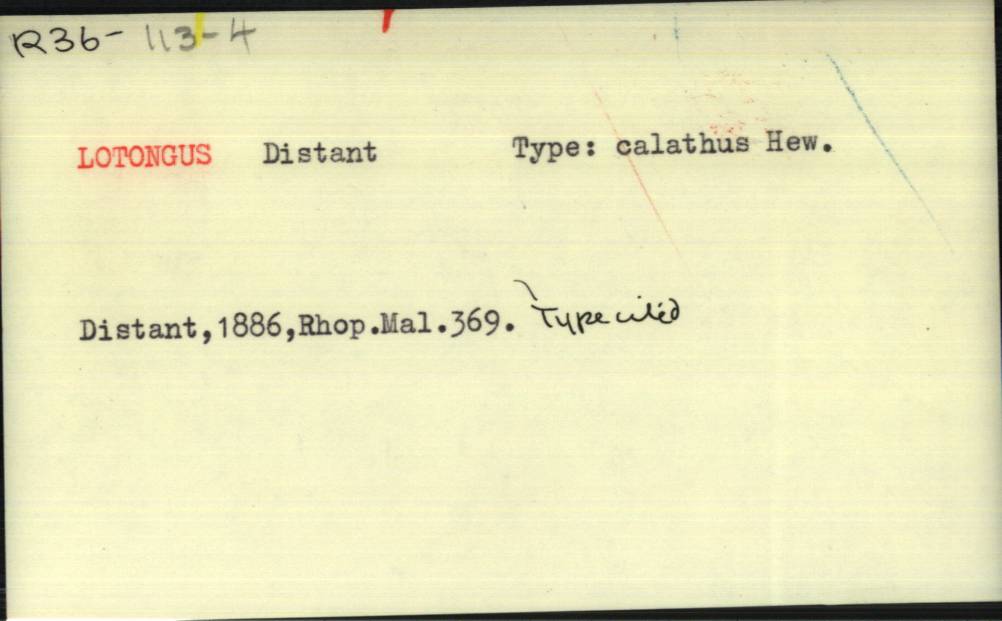 R36- 113-4
LOTONGUS Distant Type: calathus Hew.
Distant,1886,Rhop.Mal.369. Type cited